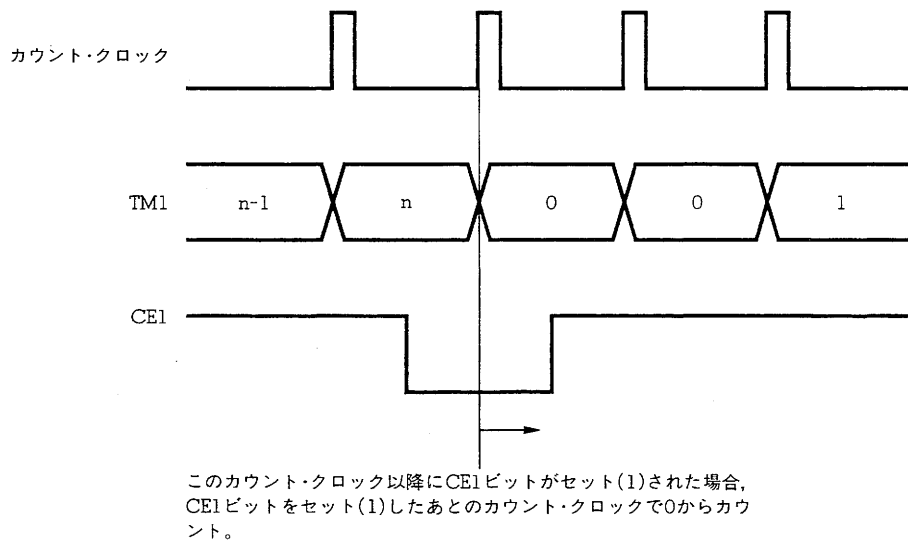 カウント・クロック
TM1 n-1 n 0 0 1
CE1
このカウント・クロック以降にCE1ビットがセット(1)された場合,
CE1ビットをセット(1)したあとのカウント・クロックで0からカウ
ント。